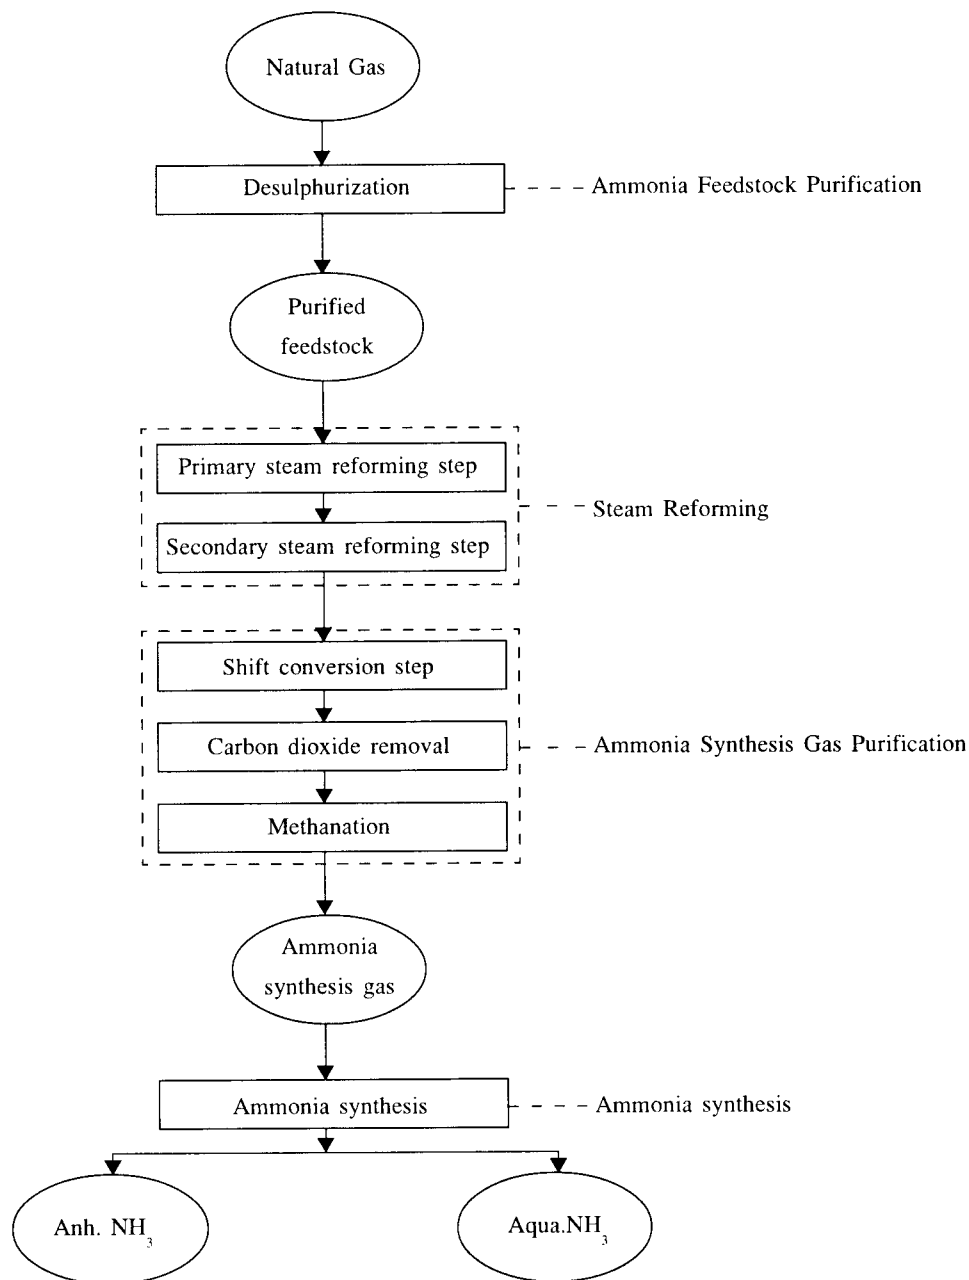 Natural Gas
Desulphurization
Ammonia Feedstock Purification
Purified
feedstock
Primary steam reforming step
Steam Reforming
Secondary steam reforming step
Shift conversion step
Carbon dioxide removal
Ammonia Synthesis Gas Purification
Methanation
Ammonia
synthesis gas
Ammonia synthesis
Ammonia synthesis
Anh. NH₃
Aqua.NH₃